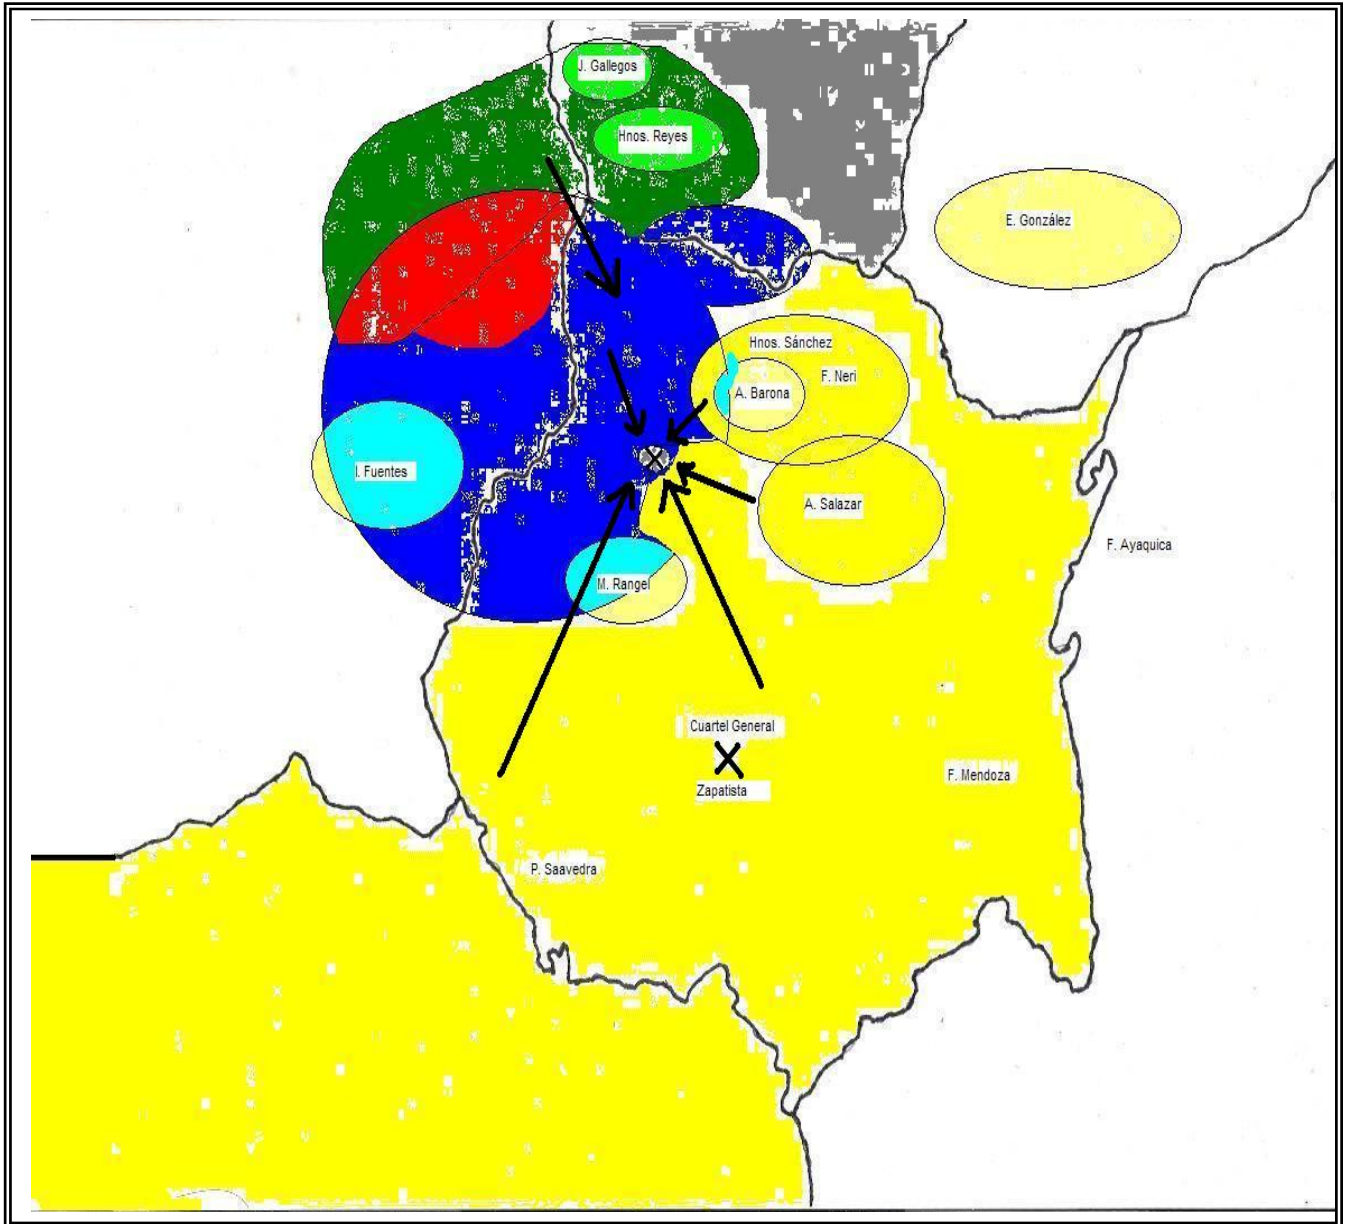 J. Gallegos
Hnos. Reyes
E. González
Hnos. Sánchez
F. Neri
A. Barona
I. Fuentes
A. Salazar
F. Ayaquica
M. Rangel
Cuartel General
Zapatista
F. Mendoza
P. Saavedra